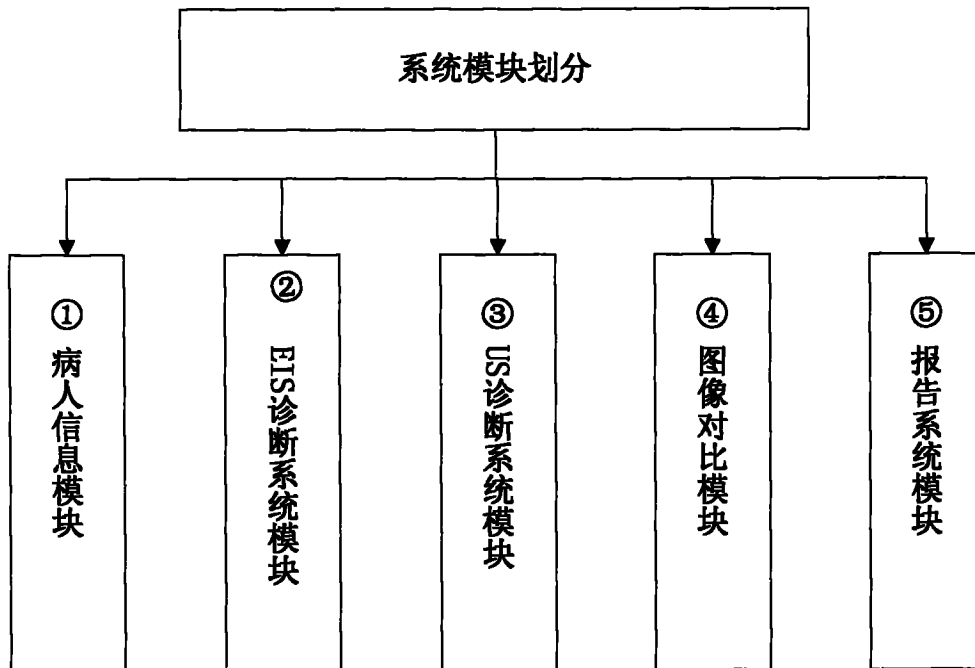 系统模块划分
①病人信息模块
②EIS诊断系统模块
③US诊断系统模块
④图像对比模块
⑤报告系统模块